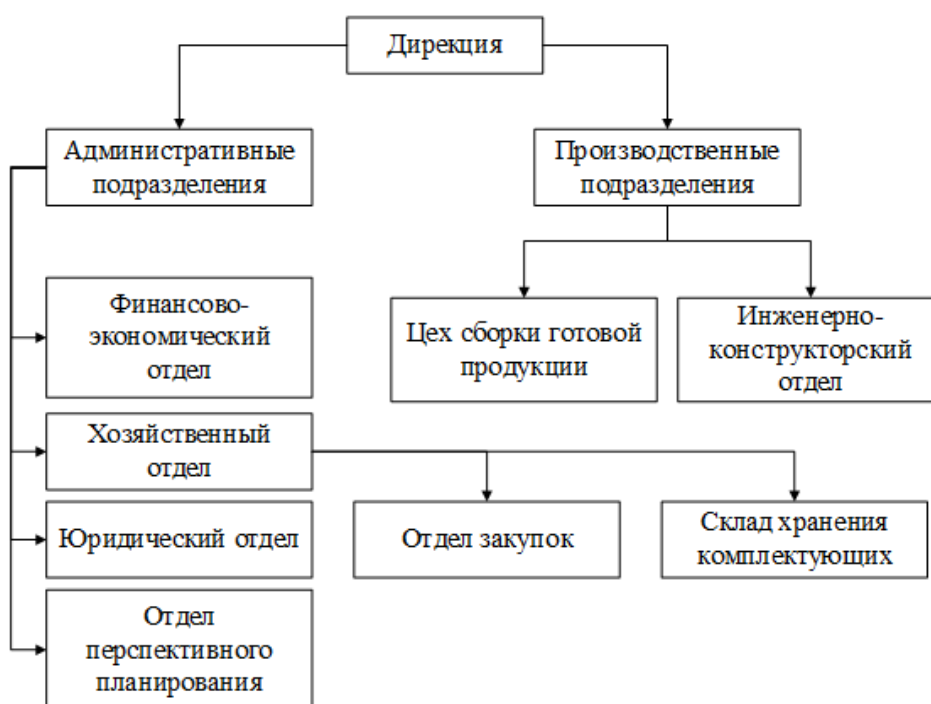 Дирекция
Административные
подразделения
Производственные
подразделения
Финансово-
экономический
отдел
Цех сборки готовой
продукции
Инженерно-
конструкторский
отдел
Хозяйственный
отдел
Юридический отдел
Отдел закупок
Склад хранения
комплектующих
Отдел
перспективного
планирования